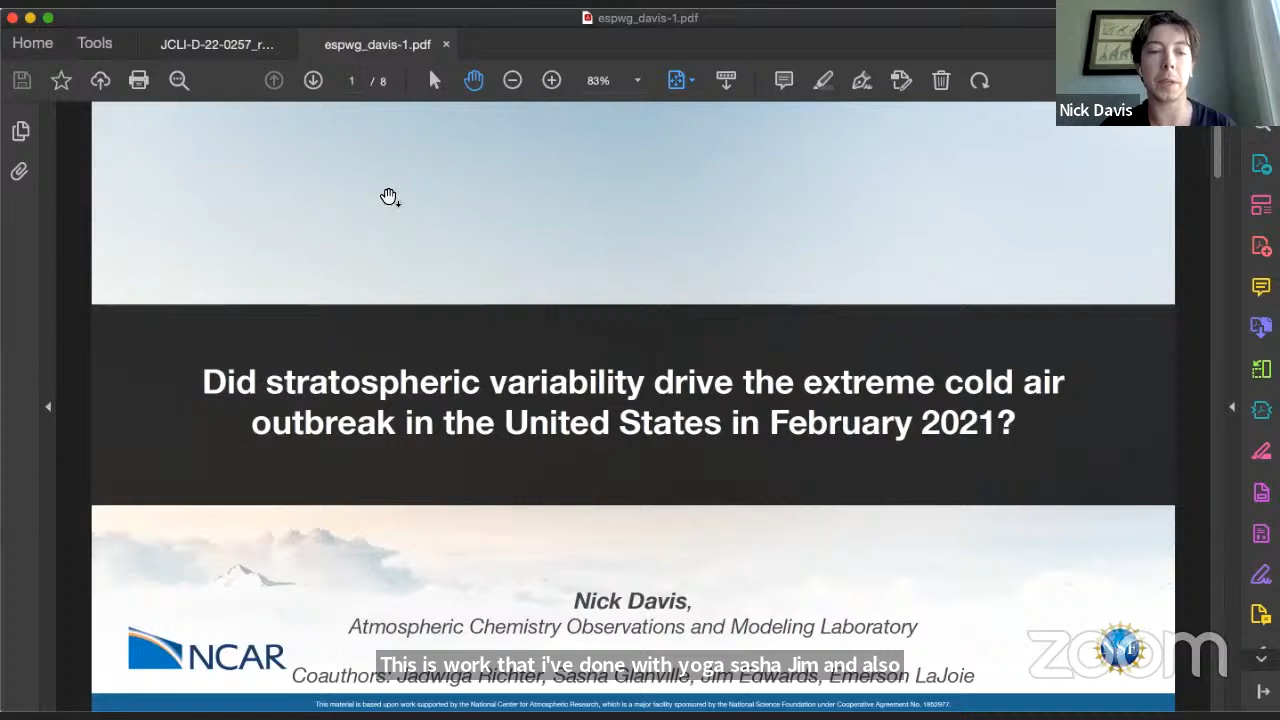 espwg_davis-1.pdf
Home
Tools
JCLI-D-22-0257_r...
espwg_davis-1.pdf
×
1 / 8
83%
Nick Davis
Did stratospheric variability drive the extreme cold air
outbreak in the United States in February 2021?
Nick Davis,
Atmospheric Chemistry Observations and Modeling Laboratory
NCAR
This is work that i've done with yoga sasha Jim and also
Coauthors: Jadwiga Richter, Sasha Glanville, Jim Edwards, Emerson LaJoie
zoom
NSF
This material is based upon work supported by the National Center for Atmospheric Research, which is a major facility sponsored by the National Science Foundation under Cooperative Agreement No. 1852977.